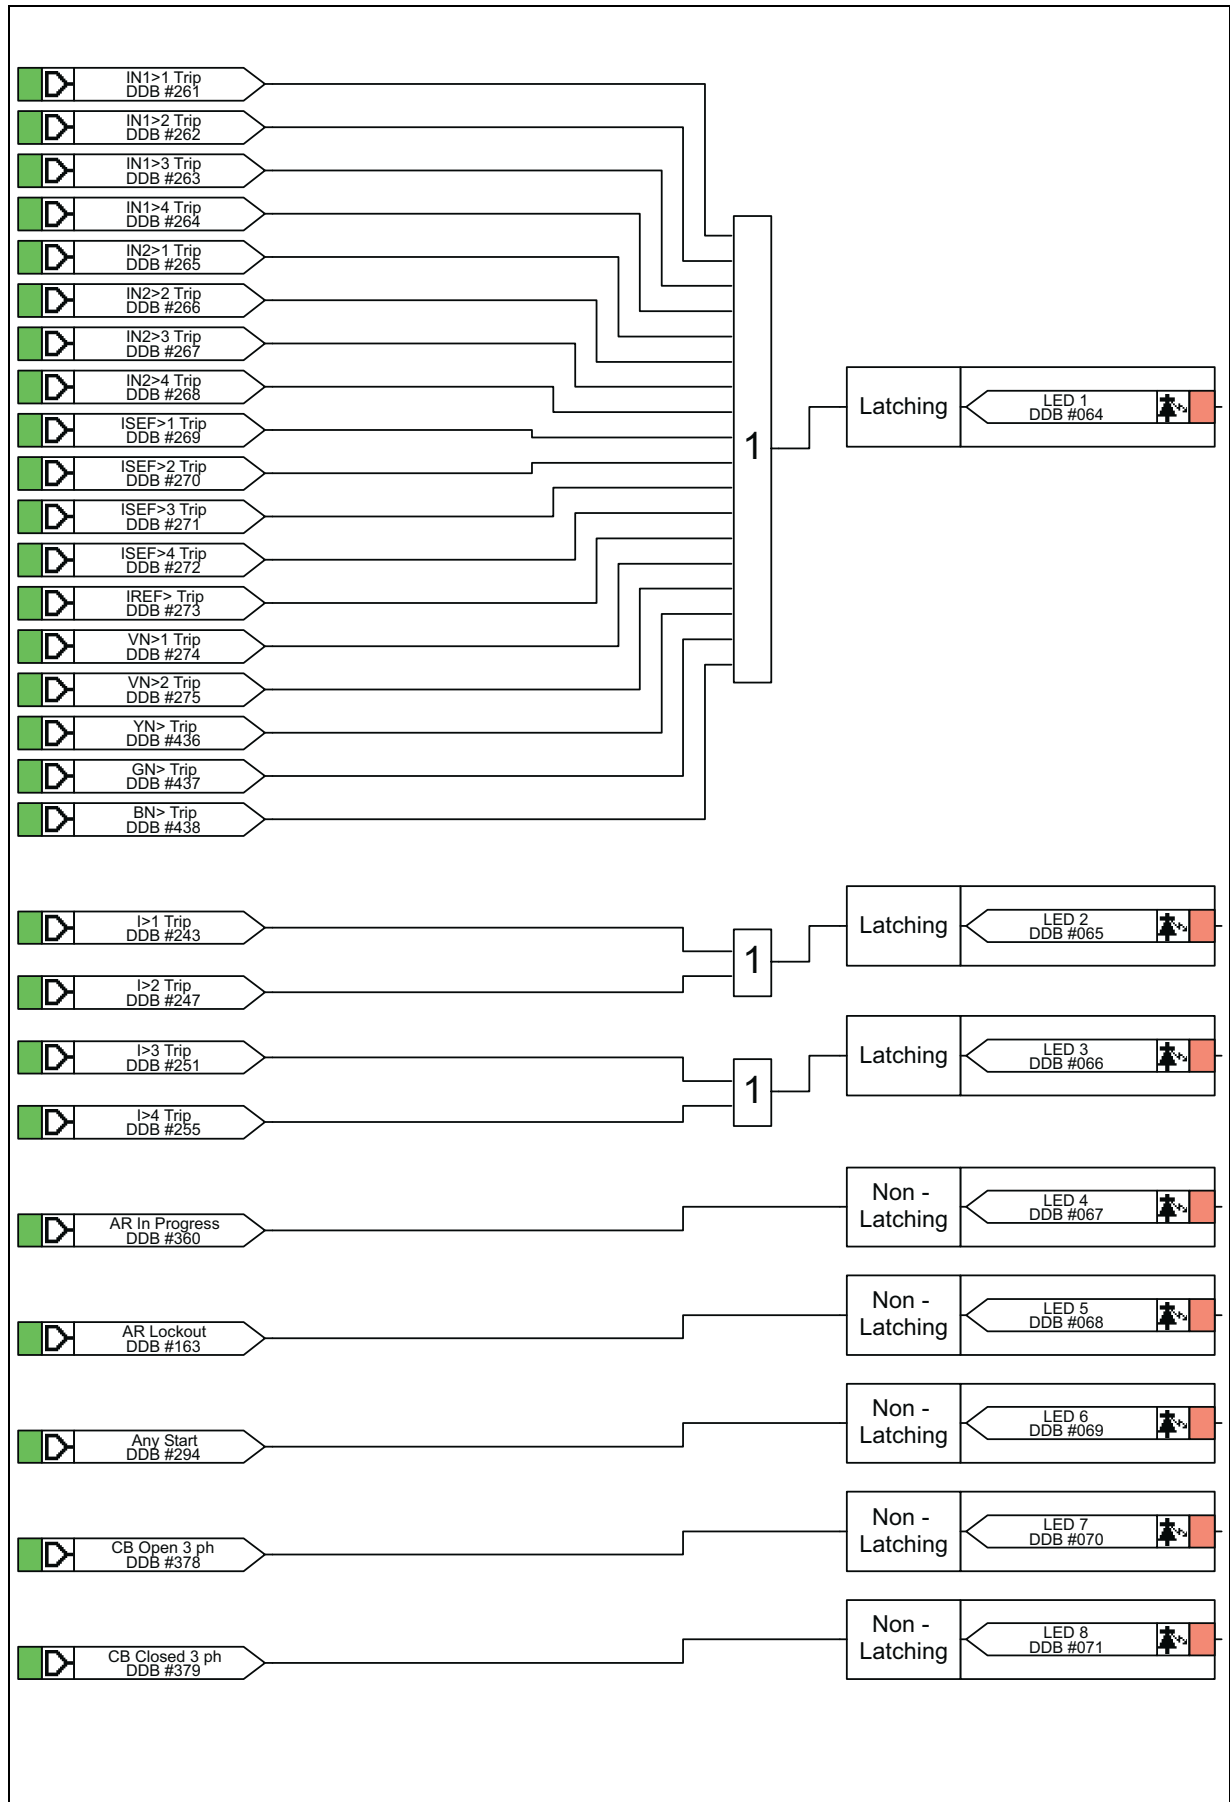 IN1>1 Trip
DDB #261
IN1>2 Trip
DDB #262
IN1>3 Trip
DDB #263
IN1>4 Trip
DDB #264
IN2>1 Trip
DDB #265
IN2>2 Trip
DDB #266
IN2>3 Trip
DDB #267
IN2>4 Trip
DDB #268
ISEF>1 Trip
DDB #269
ISEF>2 Trip
DDB #270
ISEF>3 Trip
DDB #271
ISEF>4 Trip
DDB #272
IREF> Trip
DDB #273
VN>1 Trip
DDB #274
VN>2 Trip
DDB #275
YN> Trip
DDB #436
GN> Trip
DDB #437
BN> Trip
DDB #438
1
Latching
LED 1
DDB #064
I>1 Trip
DDB #243
I>2 Trip
DDB #247
1
Latching
LED 2
DDB #065
I>3 Trip
DDB #251
I>4 Trip
DDB #255
1
Latching
LED 3
DDB #066
AR In Progress
DDB #360
Non -
Latching
LED 4
DDB #067
AR Lockout
DDB #163
Non -
Latching
LED 5
DDB #068
Any Start
DDB #294
Non -
Latching
LED 6
DDB #069
CB Open 3 ph
DDB #378
Non -
Latching
LED 7
DDB #070
CB Closed 3 ph
DDB #379
Non -
Latching
LED 8
DDB #071